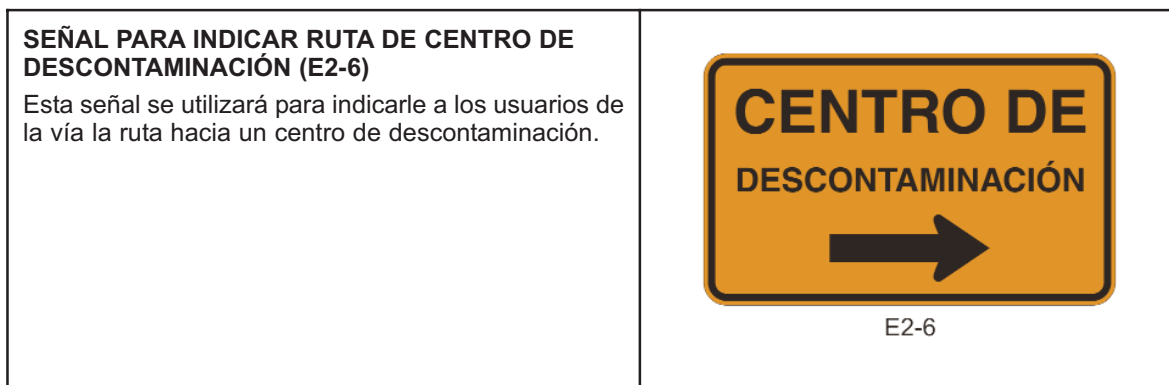 SEÑAL PARA INDICAR RUTA DE CENTRO DE
DESCONTAMINACIÓN (E2-6)
Esta señal se utilizará para indicarle a los usuarios de
la vía la ruta hacia un centro de descontaminación.
CENTRO DE
DESCONTAMINACIÓN
E2-6